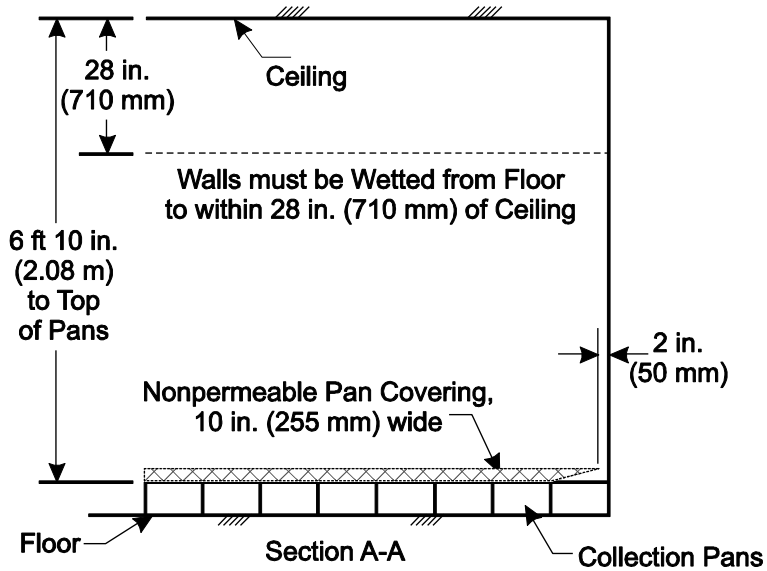 28 in.
(710 mm)
Ceiling
Walls must be Wetted from Floor
to within 28 in. (710 mm) of Ceiling
6 ft 10 in.
(2.08 m)
to Top
of Pans
2 in.
(50 mm)
Nonpermeable Pan Covering,
10 in. (255 mm) wide
Floor
Section A-A
Collection Pans